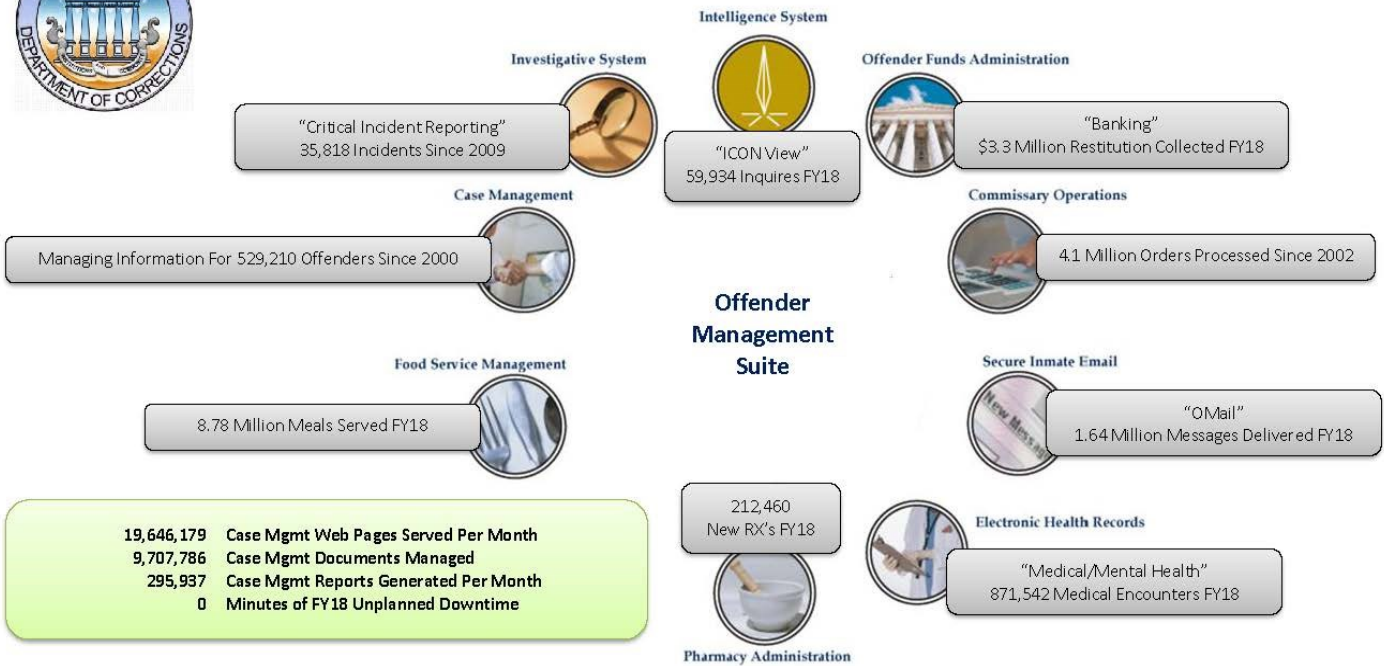 DEPARTMENT OF CORRECTIONS
Intelligence System
Investigative System
Offender Funds Administration
"Critical Incident Reporting"
35,818 Incidents Since 2009
"ICON View"
59,934 Inquires FY18
"Banking"
$3.3 Million Restitution Collected FY18
Case Management
Commissary Operations
Managing Information For 529,210 Offenders Since 2000
4.1 Million Orders Processed Since 2002
Offender
Management
Suite
Food Service Management
Secure Inmate Email
8.78 Million Meals Served FY18
New Message
"OMail"
1.64 Million Messages Delivered FY18
19,646,179 Case Mgmt Web Pages Served Per Month
9,707,786 Case Mgmt Documents Managed
295,937 Case Mgmt Reports Generated Per Month
0 Minutes of FY18 Unplanned Downtime
212,460
New RX's FY18
Electronic Health Records
"Medical/Mental Health"
871,542 Medical Encounters FY18
Pharmacy Administration